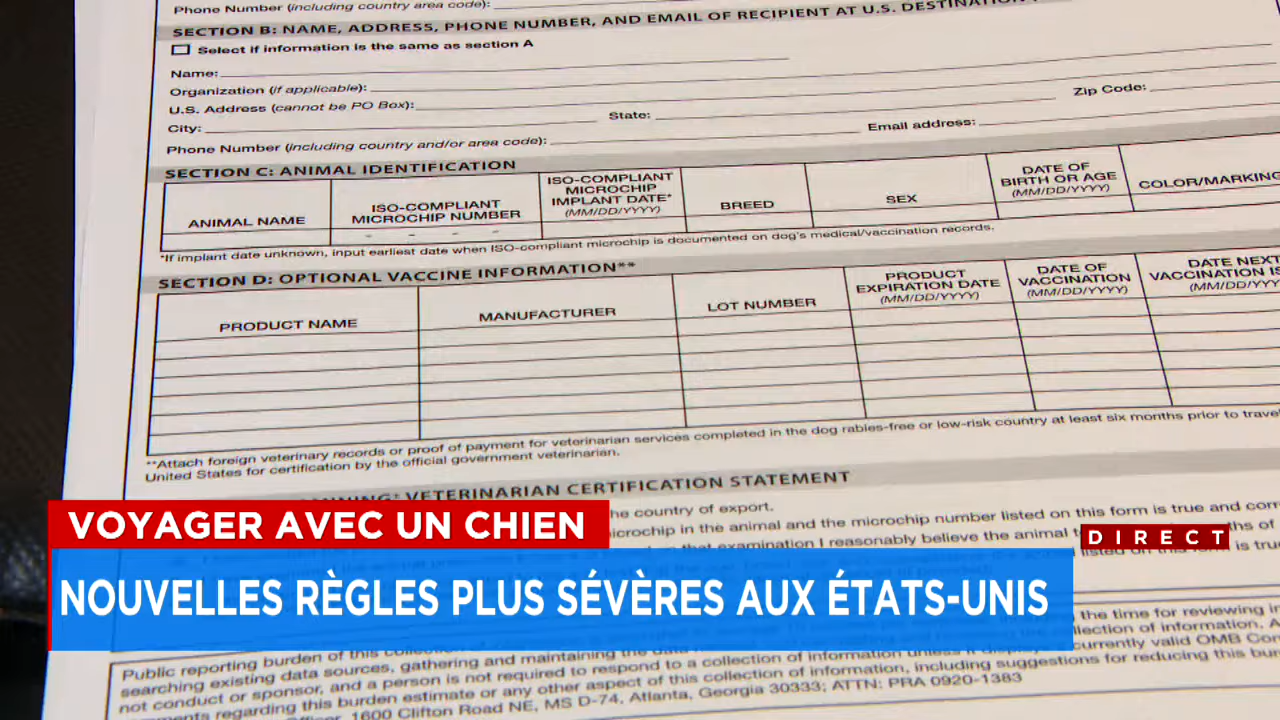 Phone Number (including country area code):
SECTION B: NAME, ADDRESS, PHONE NUMBER, AND EMAIL OF RECIPIENT AT U.S. DESTINATION
Select if information is the same as section A
Name:
Organization (if applicable):
U.S. Address (cannot be PO Box):
City: State: Zip Code:
Phone Number (including country and/or area code): Email address:
SECTION C: ANIMAL IDENTIFICATION
ANIMAL NAME
ISO-COMPLIANT
MICROCHIP NUMBER
ISO-COMPLIANT
MICROCHIP
IMPLANT DATE*
(MM/DD/YYYY)
BREED
SEX
DATE OF
BIRTH OR AGE
(MM/DD/YYYY)
COLOR/MARKING
*If implant date unknown, input earliest date when ISO-compliant microchip is documented on dog's medical/vaccination records.
SECTION D: OPTIONAL VACCINE INFORMATION**
PRODUCT NAME
MANUFACTURER
LOT NUMBER
PRODUCT
EXPIRATION DATE
(MM/DD/YYYY)
DATE OF
VACCINATION
(MM/DD/YYYY)
DATE NEXT
VACCINATION IS
(MM/DD/YYYY
**Attach foreign veterinary records or proof of payment for veterinarian services completed in the dog rabies-free or low-risk country at least six months prior to travel
United States for certification by the official government veterinarian.
VETERINARIAN CERTIFICATION STATEMENT
the country of export.
microchip in the animal and the microchip number listed on this form is true and corr
that examination I reasonably believe the animal
VOYAGER AVEC UN CHIEN
DIRECT
NOUVELLES RÈGLES PLUS SÉVÈRES AUX ÉTATS-UNIS
Public reporting burden of this the time for reviewing
searching existing data sources, gathering and maintaining the data collection of information.
not conduct or sponsor, and a person is not required to respond to a collection of information unless it displays a currently valid OMB
regarding this burden estimate or any other aspect of this collection of information, including suggestions for reducing this
Officer, 1600 Clifton Road NE, MS D-74, Atlanta, Georgia 30333; ATTN: PRA 0920-1383